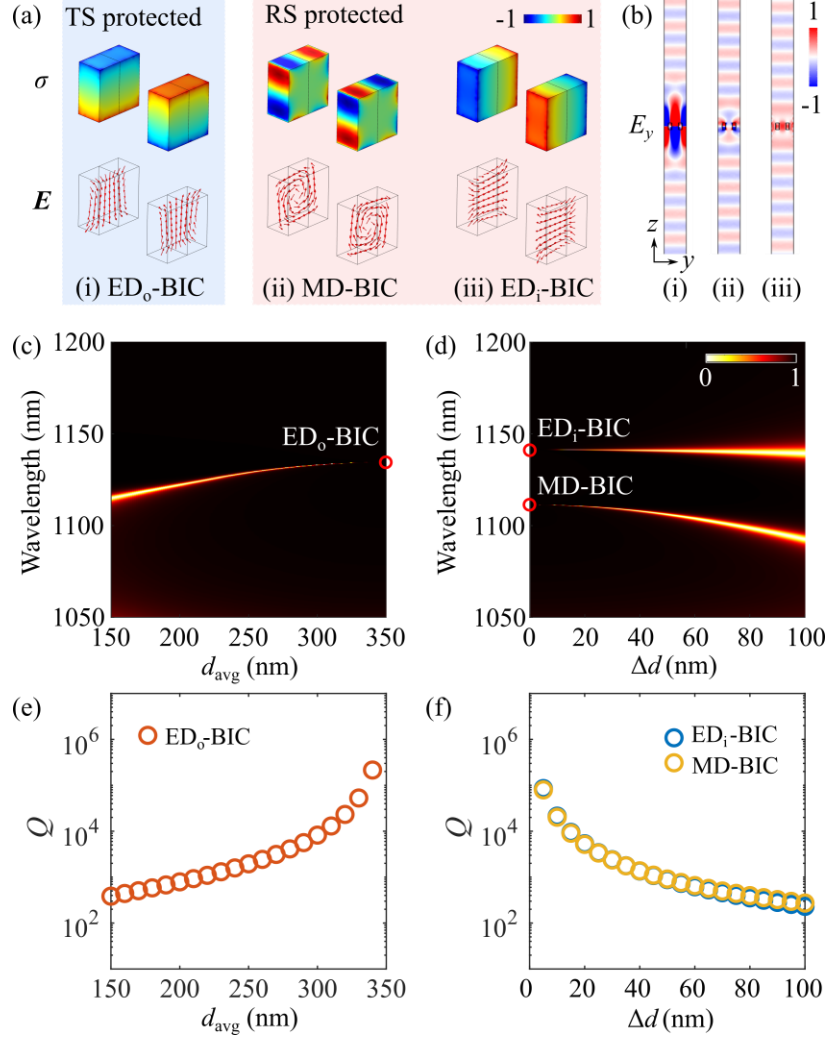 (a) TS protected RS protected -1 1 (b) 1
-1
σ
E
E_y
z
y
(i) ED_o-BIC (ii) MD-BIC (iii) ED_i-BIC (i) (ii) (iii)
(c) (d)
Wavelength (nm)
1200
1150
1100
1050
ED_o-BIC
150 200 250 300 350
d_avg (nm)
Wavelength (nm)
1200
1150
1100
1050
0 1
ED_i-BIC
MD-BIC
0 20 40 60 80 100
Δd (nm)
(e) (f)
Q
10^6
10^4
10^2
ED_o-BIC
150 200 250 300 350
d_avg (nm)
Q
10^6
10^4
10^2
ED_i-BIC
MD-BIC
0 20 40 60 80 100
Δd (nm)